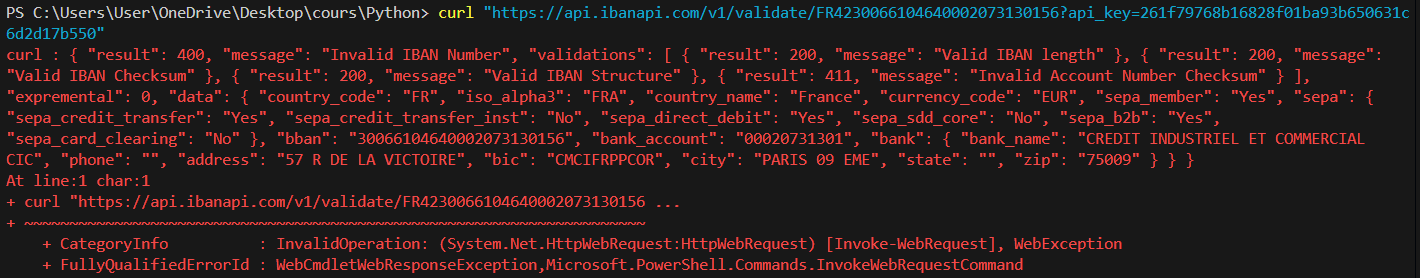 PS C:\Users\User\OneDrive\Desktop\cours\Python> curl "https://api.ibanapi.com/v1/validate/FR4230066104640002073130156?api_key=261f79768b16828f01ba93b650631c
6d2d17b550"
curl : { "result": 400, "message": "Invalid IBAN Number", "validations": [ { "result": 200, "message": "Valid IBAN length" }, { "result": 200, "message":
"Valid IBAN Checksum" }, { "result": 200, "message": "Valid IBAN Structure" }, { "result": 411, "message": "Invalid Account Number Checksum" } ],
"expremental": 0, "data": { "country_code": "FR", "iso_alpha3": "FRA", "country_name": "France", "currency_code": "EUR", "sepa_member": "Yes", "sepa": {
"sepa_credit_transfer": "Yes", "sepa_credit_transfer_inst": "No", "sepa_direct_debit": "Yes", "sepa_sdd_core": "No", "sepa_b2b": "Yes",
"sepa_card_clearing": "No" }, "bban": "30066104640002073130156", "bank_account": "00020731301", "bank": { "bank_name": "CREDIT INDUSTRIEL ET COMMERCIAL
CIC", "phone": "", "address": "57 R DE LA VICTOIRE", "bic": "CMCIFRPPCOR", "city": "PARIS 09 EME", "state": "", "zip": "75009" } } }
At line:1 char:1
+ curl "https://api.ibanapi.com/v1/validate/FR4230066104640002073130156 ...
+ ~~~~~~~~~~~~~~~~~~~~~~~~~~~~~~~~~~~~~~~~~~~~~~~~~~~~~~~~~~~~~~~~~~~~~
+ CategoryInfo : InvalidOperation: (System.Net.HttpWebRequest:HttpWebRequest) [Invoke-WebRequest], WebException
+ FullyQualifiedErrorId : WebCmdletWebResponseException,Microsoft.PowerShell.Commands.InvokeWebRequestCommand